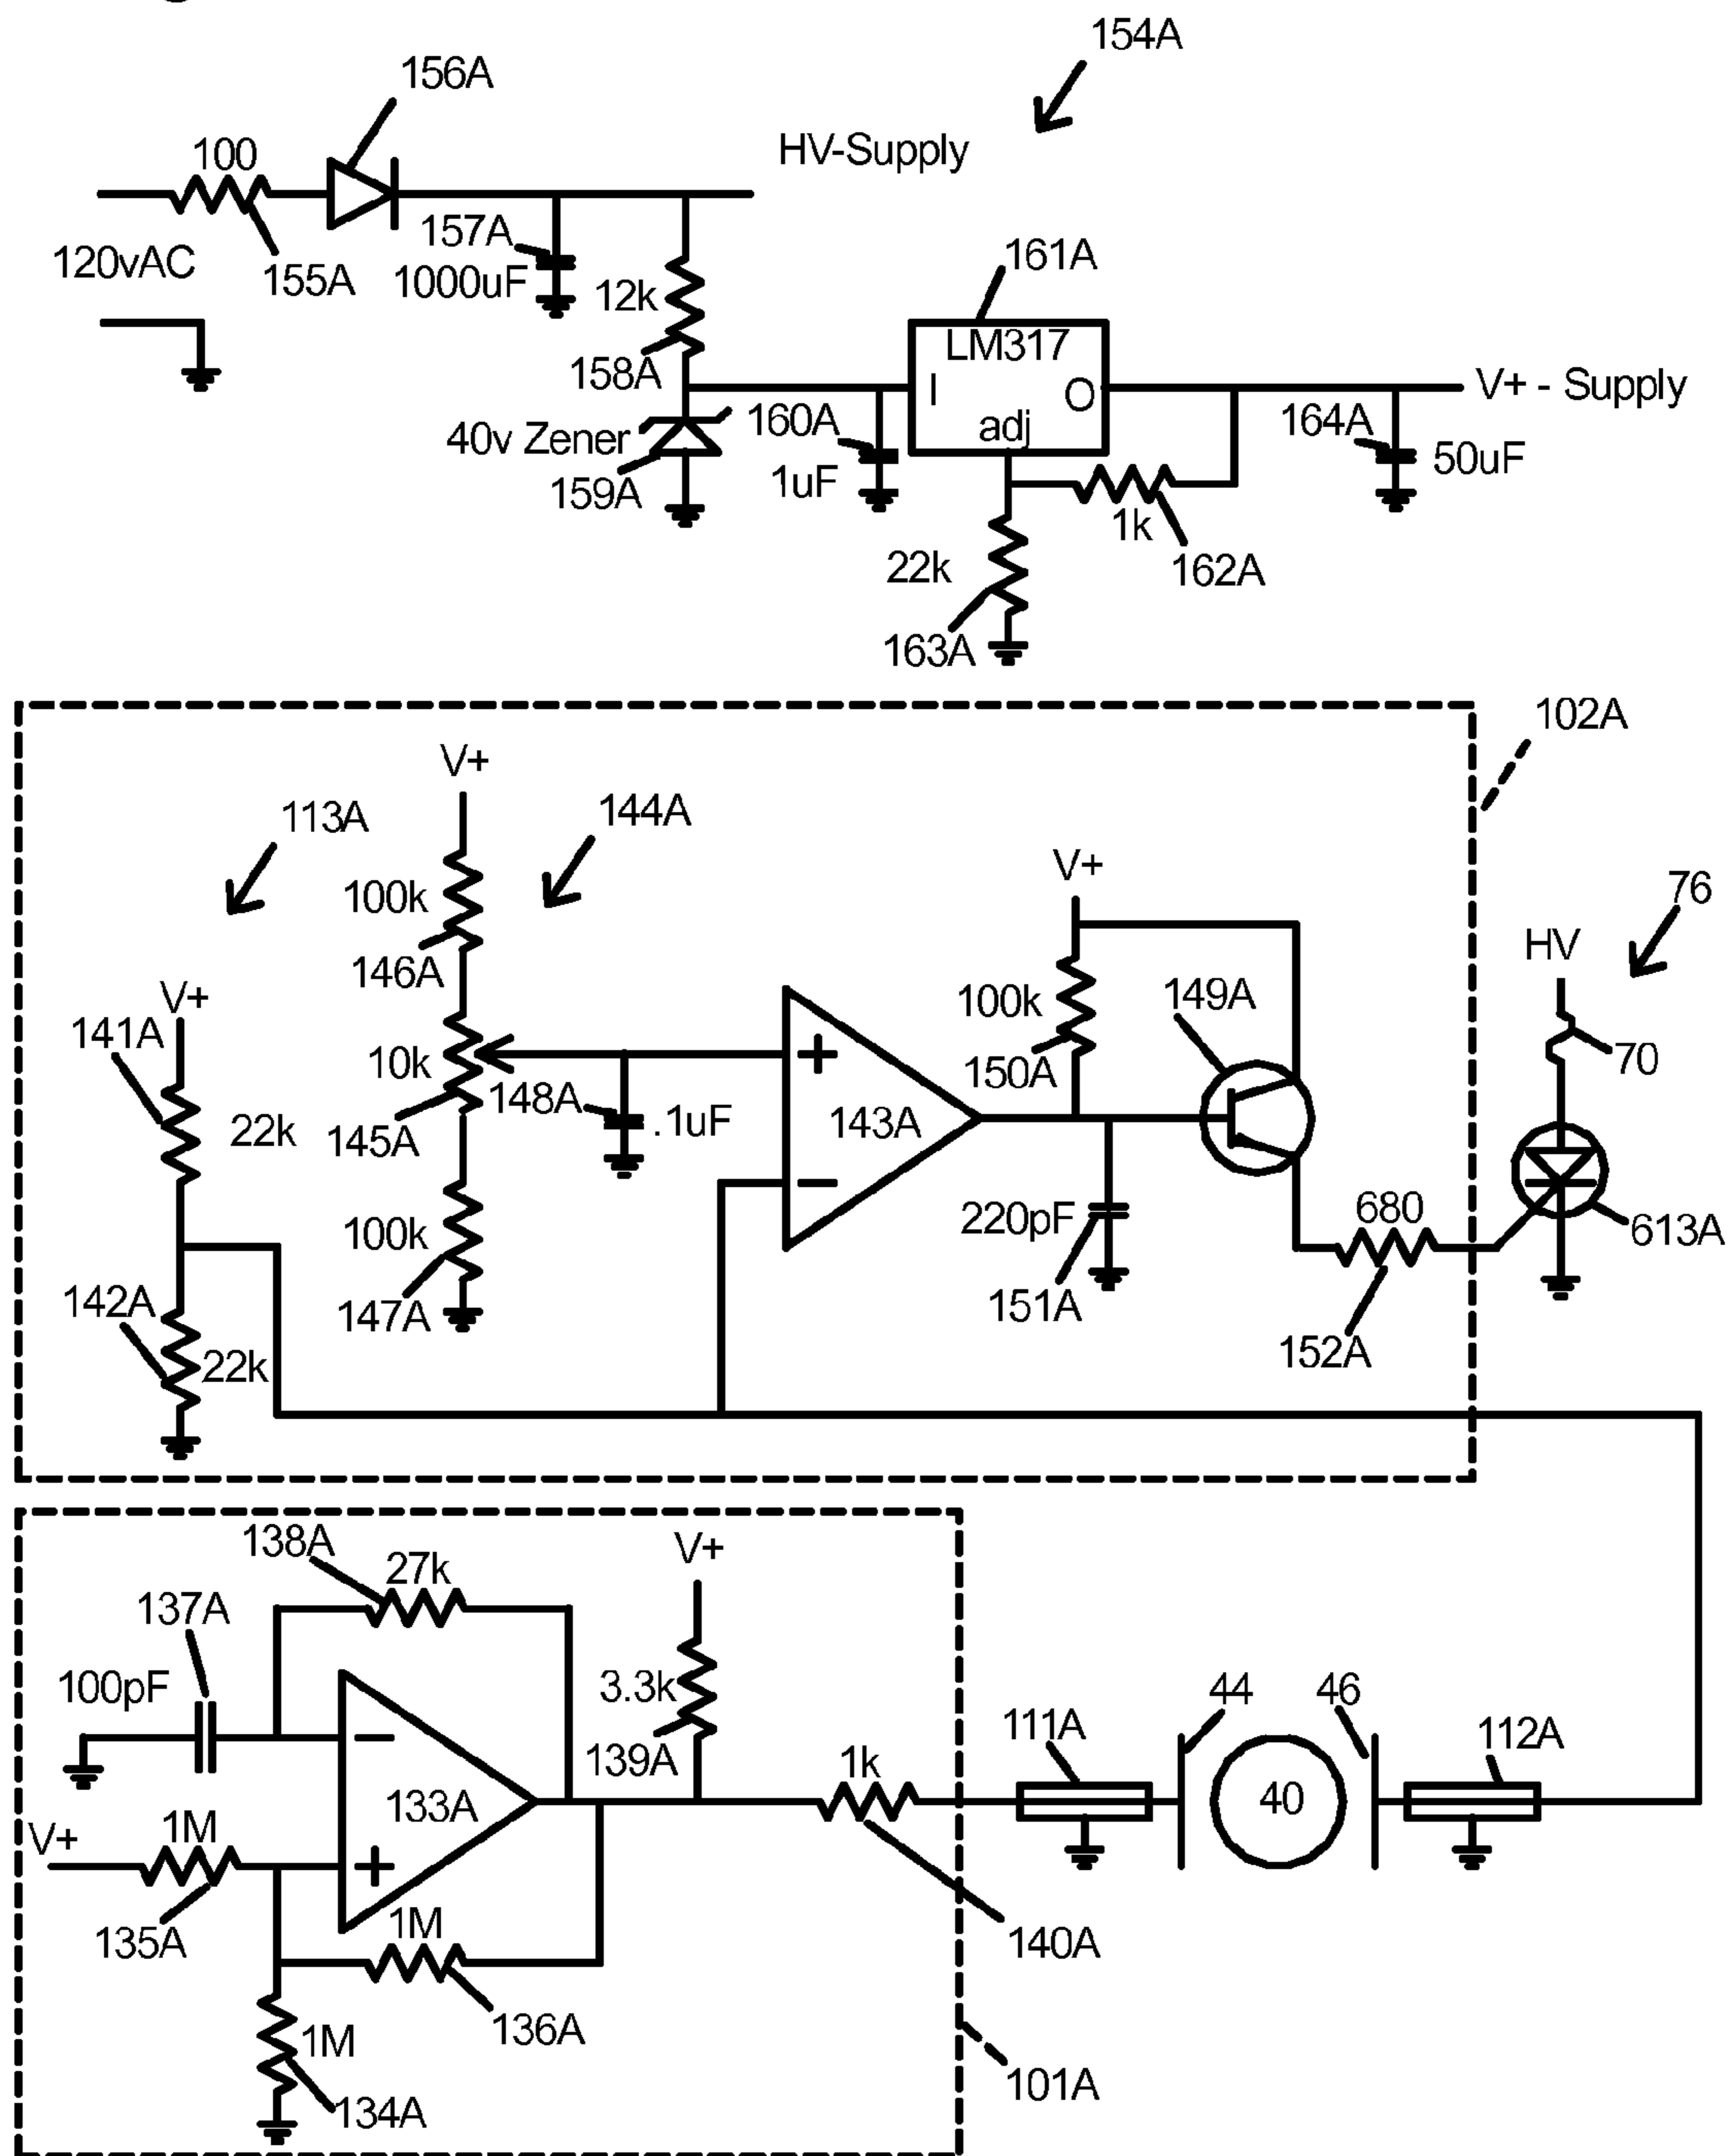 154A
156A
100
HV-Supply
120vAC
155A
157A
1000uF
12k
158A
161A
LM317
I
O
adj
V+ - Supply
40v Zener
159A
160A
1uF
164A
50uF
1k
162A
22k
163A
102A
V+
113A
144A
100k
146A
V+
76
HV
V+
141A
22k
10k
145A
148A
.1uF
+
143A
−
100k
150A
149A
70
100k
147A
220pF
151A
680
152A
613A
142A
22k
138A
27k
V+
137A
100pF
−
133A
3.3k
139A
1k
111A
44
46
112A
40
V+
1M
+
135A
1M
136A
140A
1M
134A
101A